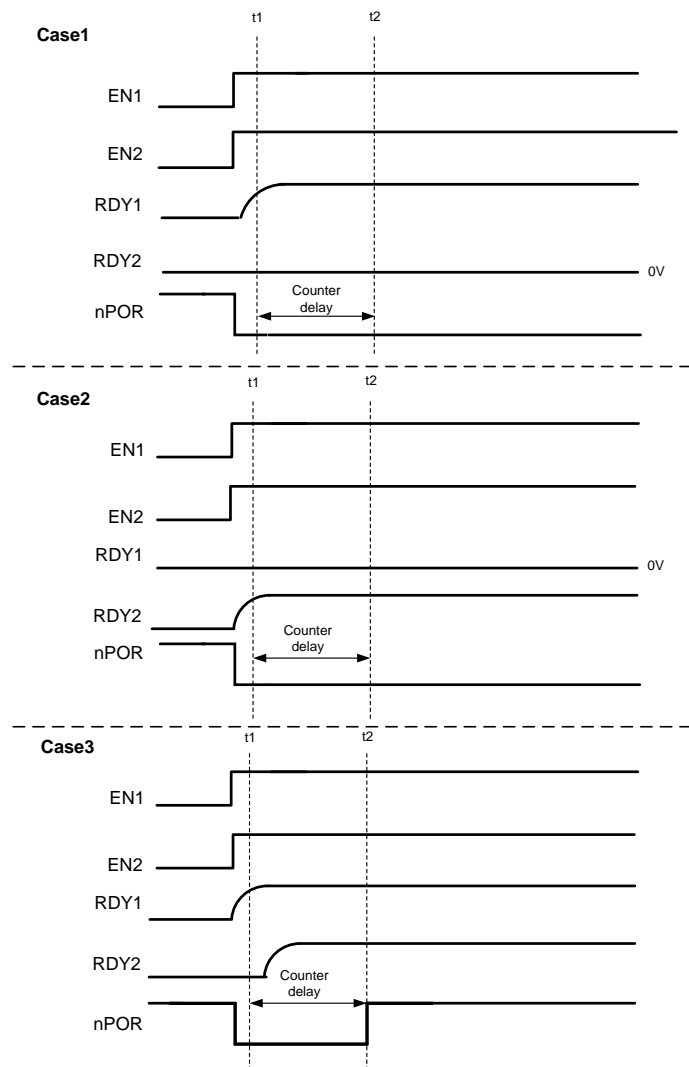 t1 t2
Case1
EN1
EN2
RDY1
RDY2
0V
Counter
delay
nPOR
t1 t2
Case2
EN1
EN2
RDY1
0V
RDY2
Counter
delay
nPOR
t1 t2
Case3
EN1
EN2
RDY1
RDY2
Counter
delay
nPOR